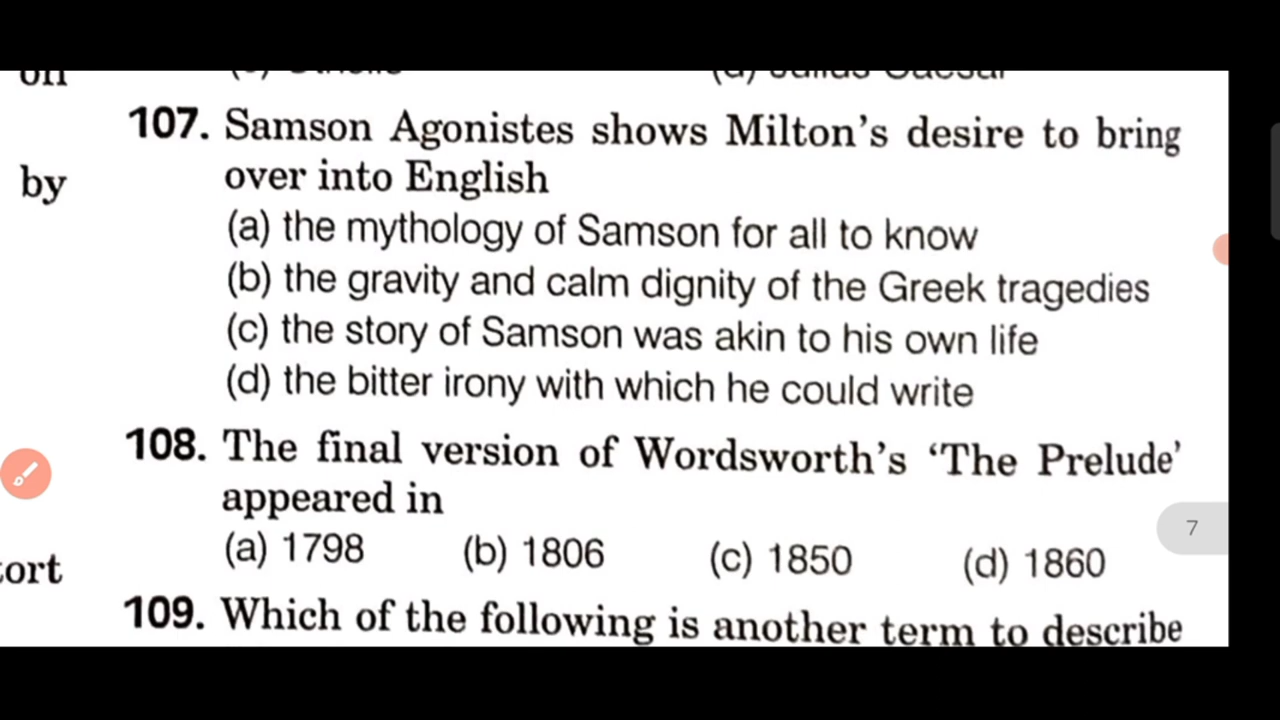 on
107. Samson Agonistes shows Milton's desire to bring
by
over into English
(a) the mythology of Samson for all to know
(b) the gravity and calm dignity of the Greek tragedies
(c) the story of Samson was akin to his own life
(d) the bitter irony with which he could write
108. The final version of Wordsworth's 'The Prelude'
appeared in
7
(a) 1798 (b) 1806 (c) 1850 (d) 1860
ort
109. Which of the following is another term to describe